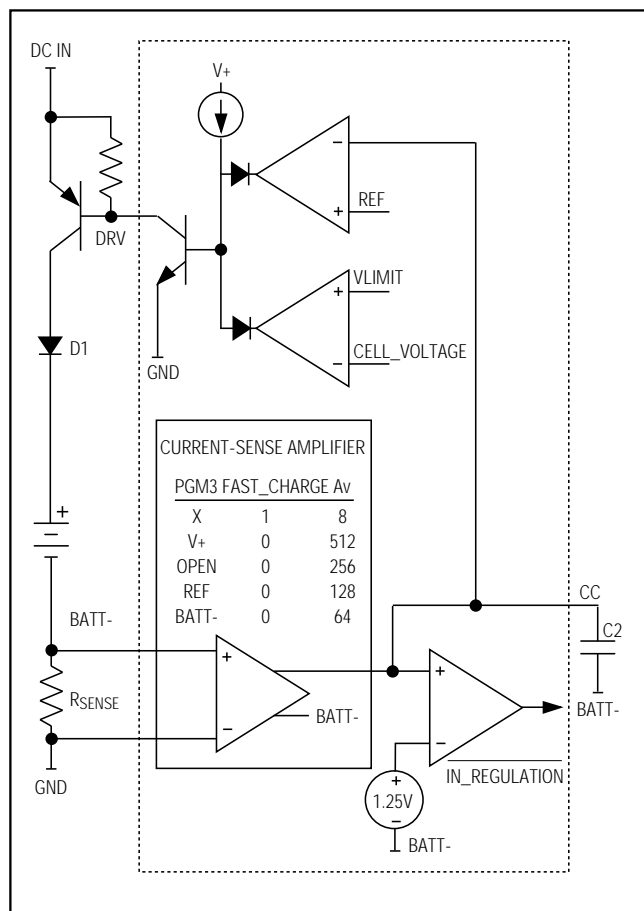 DC IN
V+
−
REF
+
DRV
VLIMIT
+
D1
CELL_VOLTAGE
−
GND
CURRENT-SENSE AMPLIFIER
PGM3 FAST_CHARGE Av
X 1 8
V+ 0 512
OPEN 0 256
REF 0 128
BATT- 0 64
+
CC
C2
BATT-
+
+
RSENSE
BATT-
BATT-
−
−
IN_REGULATION
GND
+
1.25V
−
BATT-